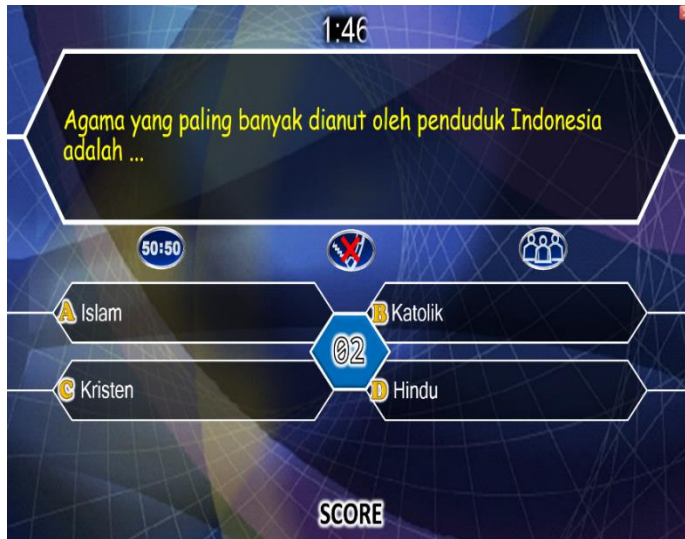 1:46
Agama yang paling banyak dianut oleh penduduk Indonesia
adalah ...
50:50
A Islam
B Katolik
02
C Kristen
D Hindu
SCORE